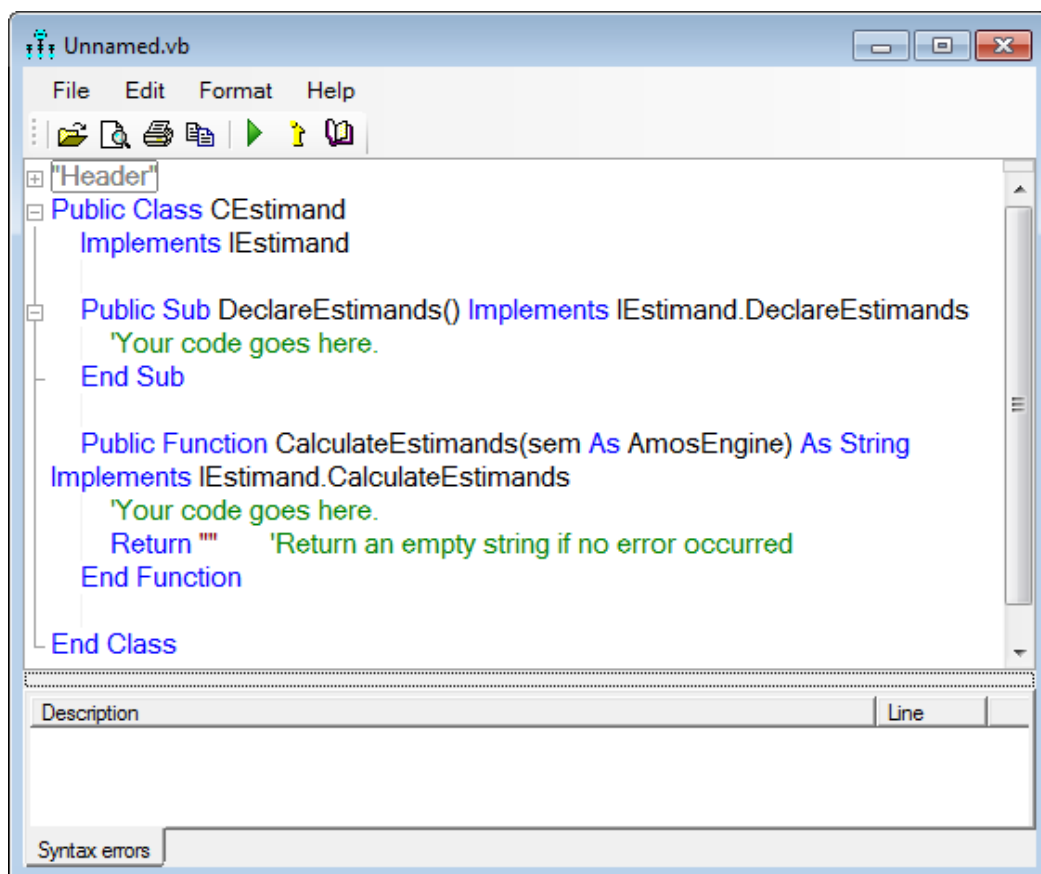 Unnamed.vb
File Edit Format Help
"Header"
Public Class CEstimand
Implements IEstimand
Public Sub DeclareEstimands() Implements IEstimand.DeclareEstimands
'Your code goes here.
End Sub
Public Function CalculateEstimands(sem As AmosEngine) As String
Implements IEstimand.CalculateEstimands
'Your code goes here.
Return "" 'Return an empty string if no error occurred
End Function
End Class
Description Line
Syntax errors